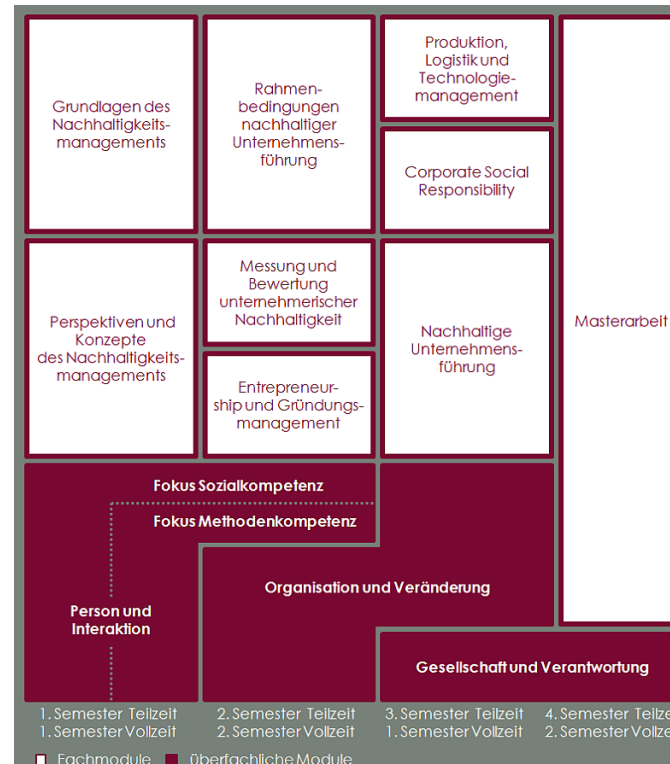 Grundlagen des
Nachhaltigkeits-
managements
Rahmen-
bedingungen
nachhaltiger
Unternehmens-
führung
Produktion,
Logistik und
Technologie-
management
Corporate Social
Responsibility
Masterarbeit
Perspektiven und
Konzepte
des Nachhaltigkeits-
managements
Messung und
Bewertung
unternehmerischer
Nachhaltigkeit
Entrepreneur-
ship und Gründungs-
management
Nachhaltige
Unternehmens-
führung
Fokus Sozialkompetenz
Fokus Methodenkompetenz
Person und
Interaktion
Organisation und Veränderung
Gesellschaft und Verantwortung
1. Semester Teilzeit
1. Semester Vollzeit
2. Semester Teilzeit
2. Semester Vollzeit
3. Semester Teilzeit
1. Semester Vollzeit
4. Semester
2. Semester
Fachmodule
überfachliche Module